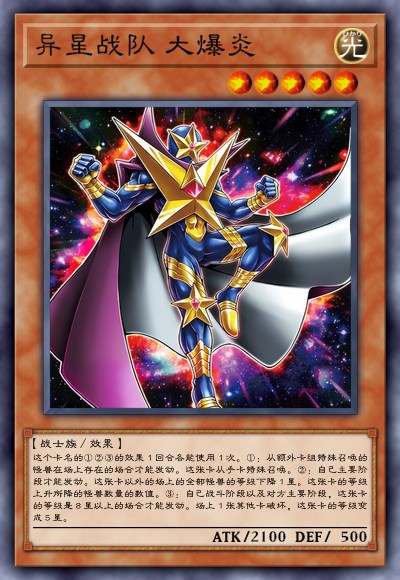 异星战队 大爆炎
光
【战士族/效果】
这个卡名的①②③的效果1回合各能使用1次。①：从额外卡组特殊召唤的
怪兽在场上存在的场合才能发动。这张卡从手卡特殊召唤。②：自己主要阶
段才能发动。这张卡以外的场上的全部怪兽的等级下降1星。这张卡的等级
上升所降的怪兽数量的数值。③：自己战斗阶段以及对方主要阶段，这张卡
的等级是8星以上的场合才能发动。场上1张其他卡破坏，这张卡的等级变
成5星。
ATK/2100 DEF/ 500